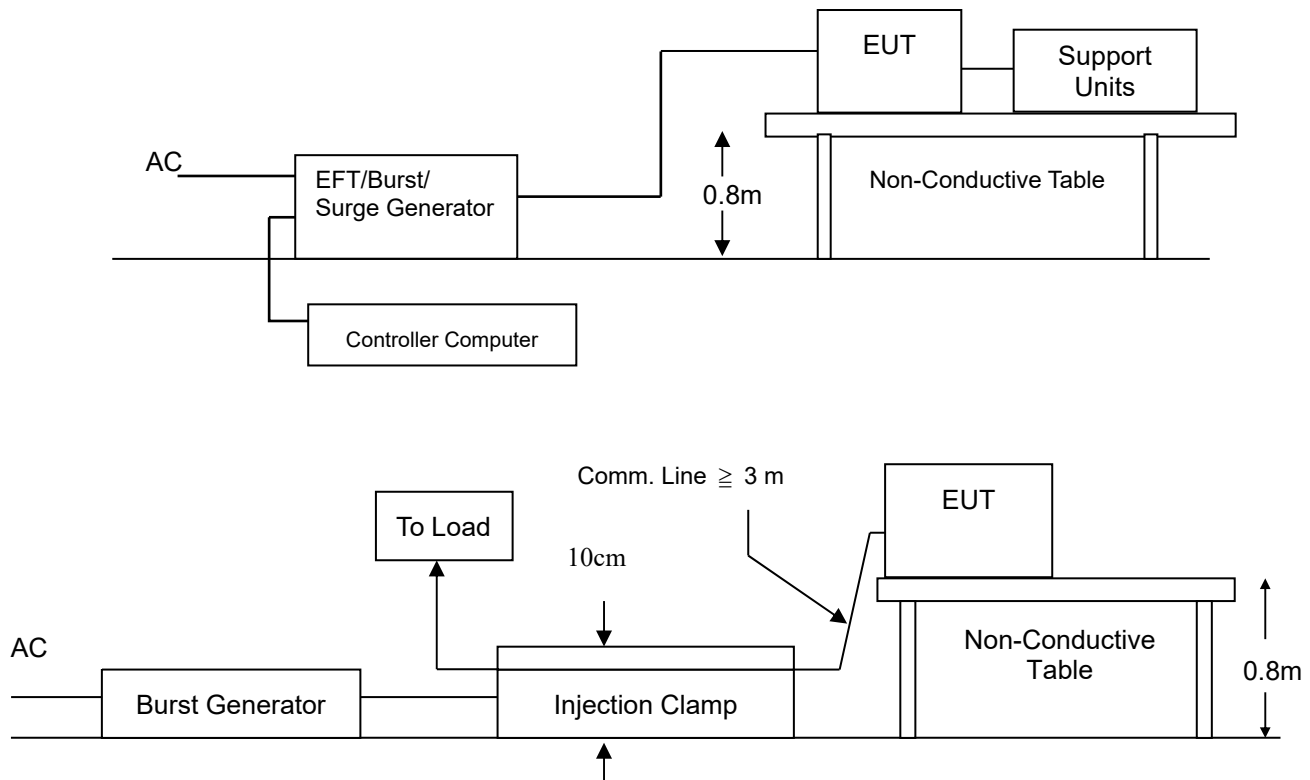 EUT
Support
Units
AC
EFT/Burst/
Surge Generator
0.8m
Non-Conductive Table
Controller Computer
Comm. Line ≧ 3 m
EUT
To Load
10cm
AC
Non-Conductive
Table
0.8m
Burst Generator
Injection Clamp